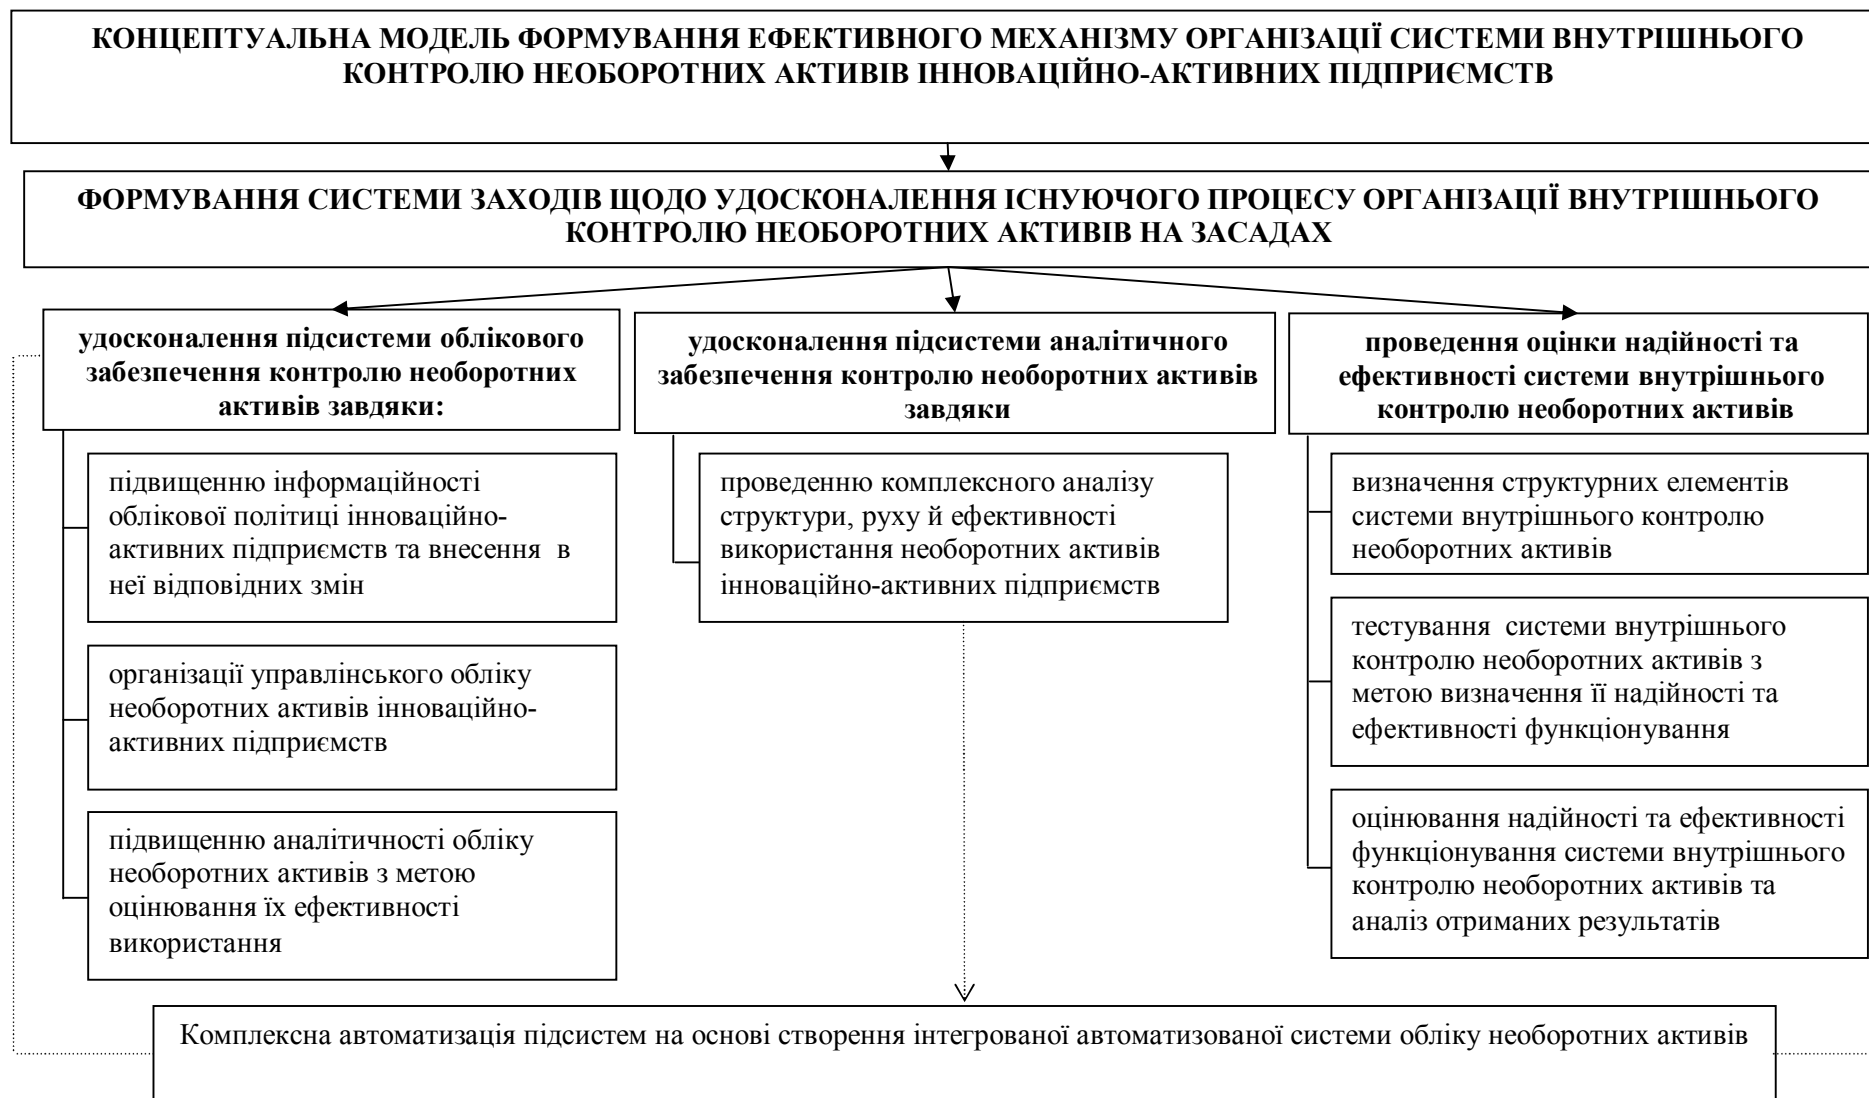 КОНЦЕПТУАЛЬНА МОДЕЛЬ ФОРМУВАННЯ ЕФЕКТИВНОГО МЕХАНІЗМУ ОРГАНІЗАЦІЇ СИСТЕМИ ВНУТРІШНЬОГО
КОНТРОЛЮ НЕОБОРОТНИХ АКТИВІВ ІННОВАЦІЙНО-АКТИВНИХ ПІДПРИЄМСТВ
ФОРМУВАННЯ СИСТЕМИ ЗАХОДІВ ЩОДО УДОСКОНАЛЕННЯ ІСНУЮЧОГО ПРОЦЕСУ ОРГАНІЗАЦІЇ ВНУТРІШНЬОГО
КОНТРОЛЮ НЕОБОРОТНИХ АКТИВІВ НА ЗАСАДАХ
удосконалення підсистеми облікового
забезпечення контролю необоротних
активів завдяки:
підвищенню інформаційності
облікової політиці інноваційно-
активних підприємств та внесення в
неї відповідних змін
організації управлінського обліку
необоротних активів інноваційно-
активних підприємств
підвищенню аналітичності обліку
необоротних активів з метою
оцінювання їх ефективності
використання
удосконалення підсистеми аналітичного
забезпечення контролю необоротних активів
завдяки
проведенню комплексного аналізу
структури, руху й ефективності
використання необоротних активів
інноваційно-активних підприємств
проведення оцінки надійності та
ефективності системи внутрішнього
контролю необоротних активів
визначення структурних елементів
системи внутрішнього контролю
необоротних активів
тестування системи внутрішнього
контролю необоротних активів з
метою визначення її надійності та
ефективності функціонування
оцінювання надійності та ефективності
функціонування системи внутрішнього
контролю необоротних активів та
аналіз отриманих результатів
Комплексна автоматизація підсистем на основі створення інтегрованої автоматизованої системи обліку необоротних активів